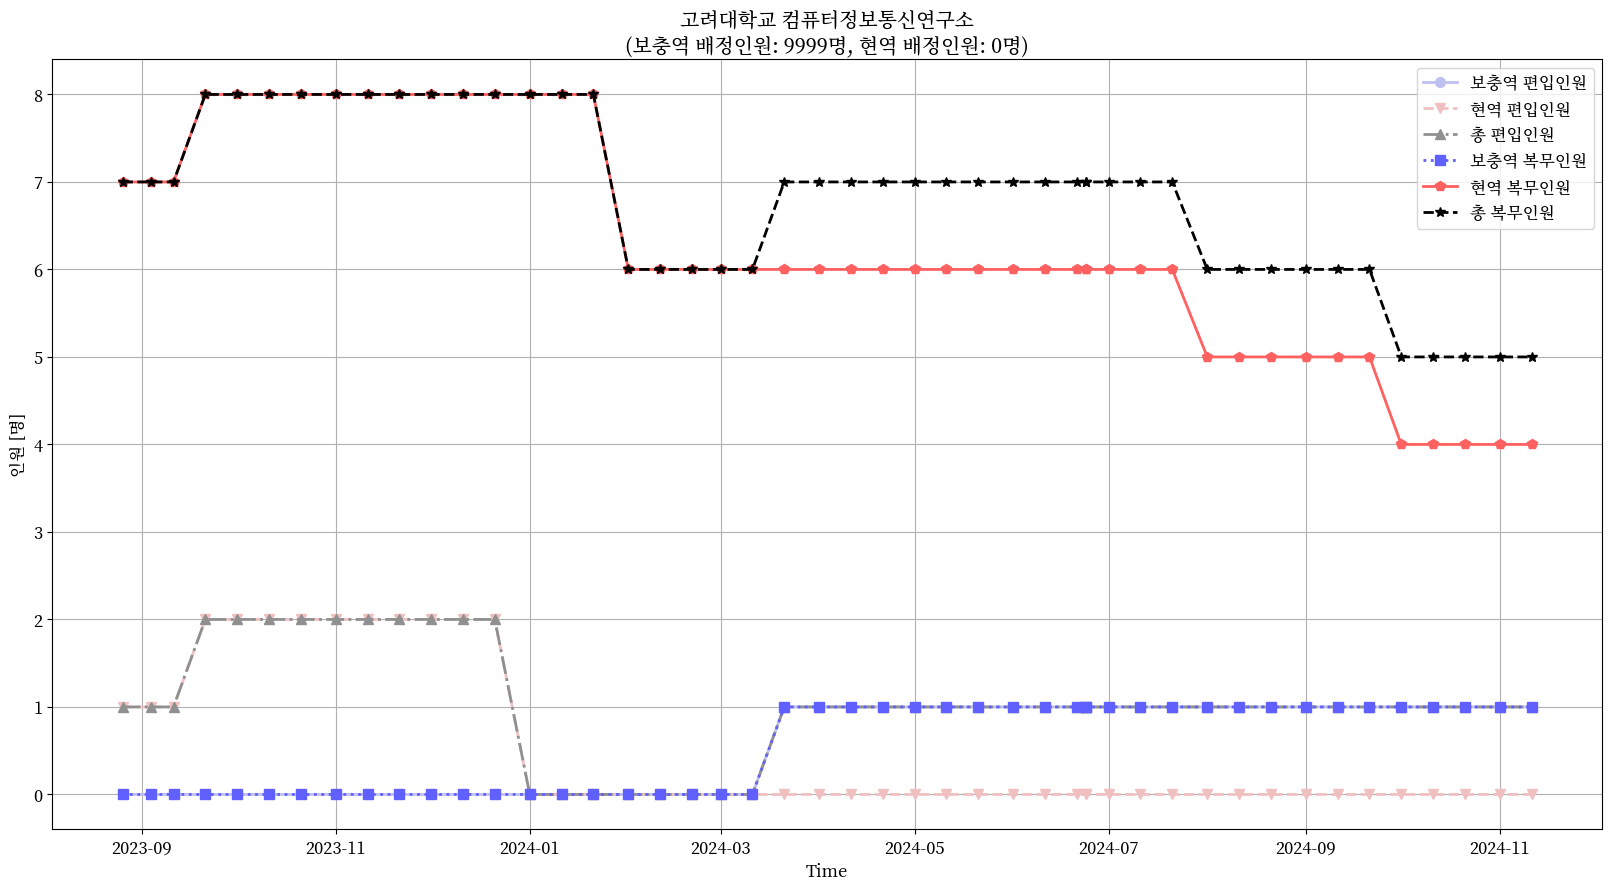 고려대학교 컴퓨터정보통신연구소
(보충역 배정인원: 9999명, 현역 배정인원: 0명)
보충역 편입인원
현역 편입인원
총 편입인원
보충역 복무인원
현역 복무인원
총 복무인원
인원 [명]
8
7
6
5
4
3
2
1
0
2023-09 2023-11 2024-01 2024-03 2024-05 2024-07 2024-09 2024-11
Time